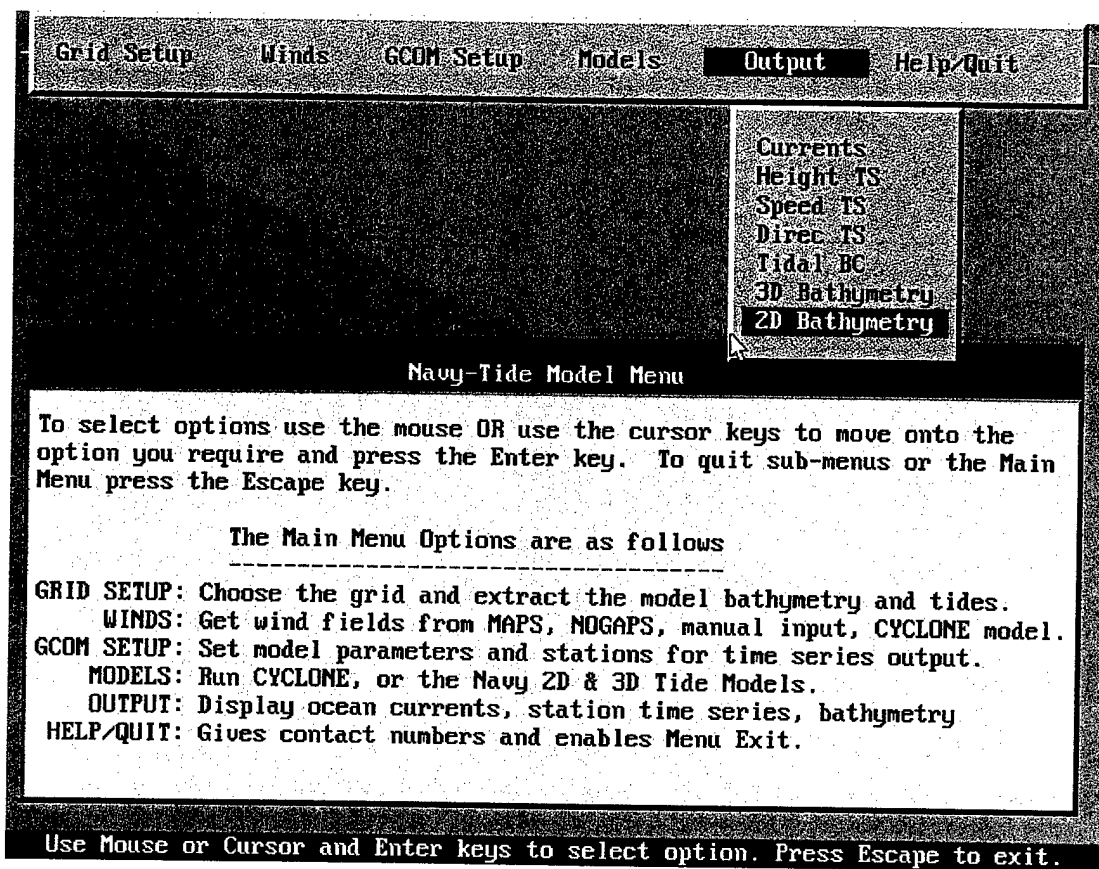 Grid Setup Winds GCOM Setup Models Output Help/Quit
Currents
Height TS
Speed TS
Direc TS
Tidal BC
3D Bathymetry
2D Bathymetry
Navy-Tide Model Menu
To select options use the mouse OR use the cursor keys to move onto the
option you require and press the Enter key. To quit sub-menus or the Main
Menu press the Escape key.
The Main Menu Options are as follows
------------------------------------
GRID SETUP: Choose the grid and extract the model bathymetry and tides.
WINDS: Get wind fields from MAPS, NOGAPS, manual input, CYCLONE model.
GCOM SETUP: Set model parameters and stations for time series output.
MODELS: Run CYCLONE, or the Navy 2D & 3D Tide Models.
OUTPUT: Display ocean currents, station time series, bathymetry
HELP/QUIT: Gives contact numbers and enables Menu Exit.
Use Mouse or Cursor and Enter keys to select option. Press Escape to exit.